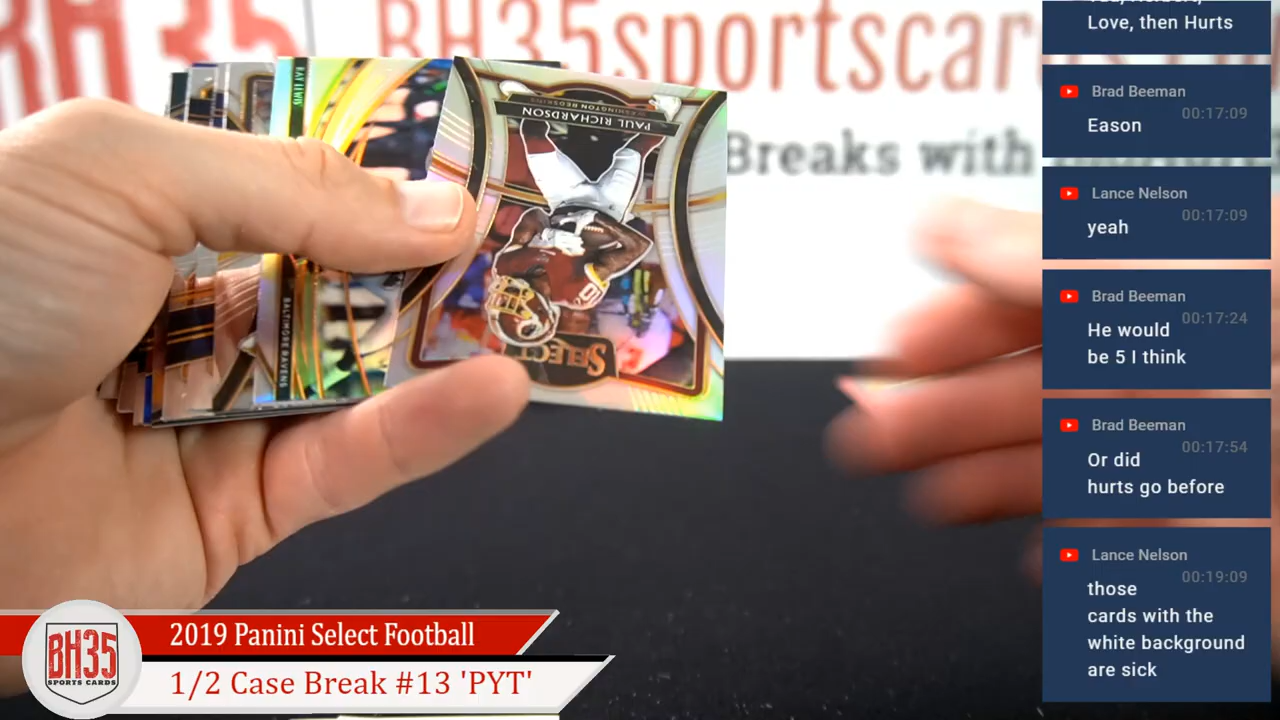 BH35
BH35sportscar
Breaks with
RAY LEWIS
BALTIMORE RAVENS
PAUL RICHARDSON
WASHINGTON REDSKINS
SELECT
Love, then Hurts
Brad Beeman
00:17:09
Eason
Lance Nelson
00:17:09
yeah
Brad Beeman
00:17:24
He would
be 5 I think
Brad Beeman
00:17:54
Or did
hurts go before
Lance Nelson
00:19:09
those
cards with the
white background
are sick
BH35
SPORTS CARDS
2019 Panini Select Football
1/2 Case Break #13 'PYT'